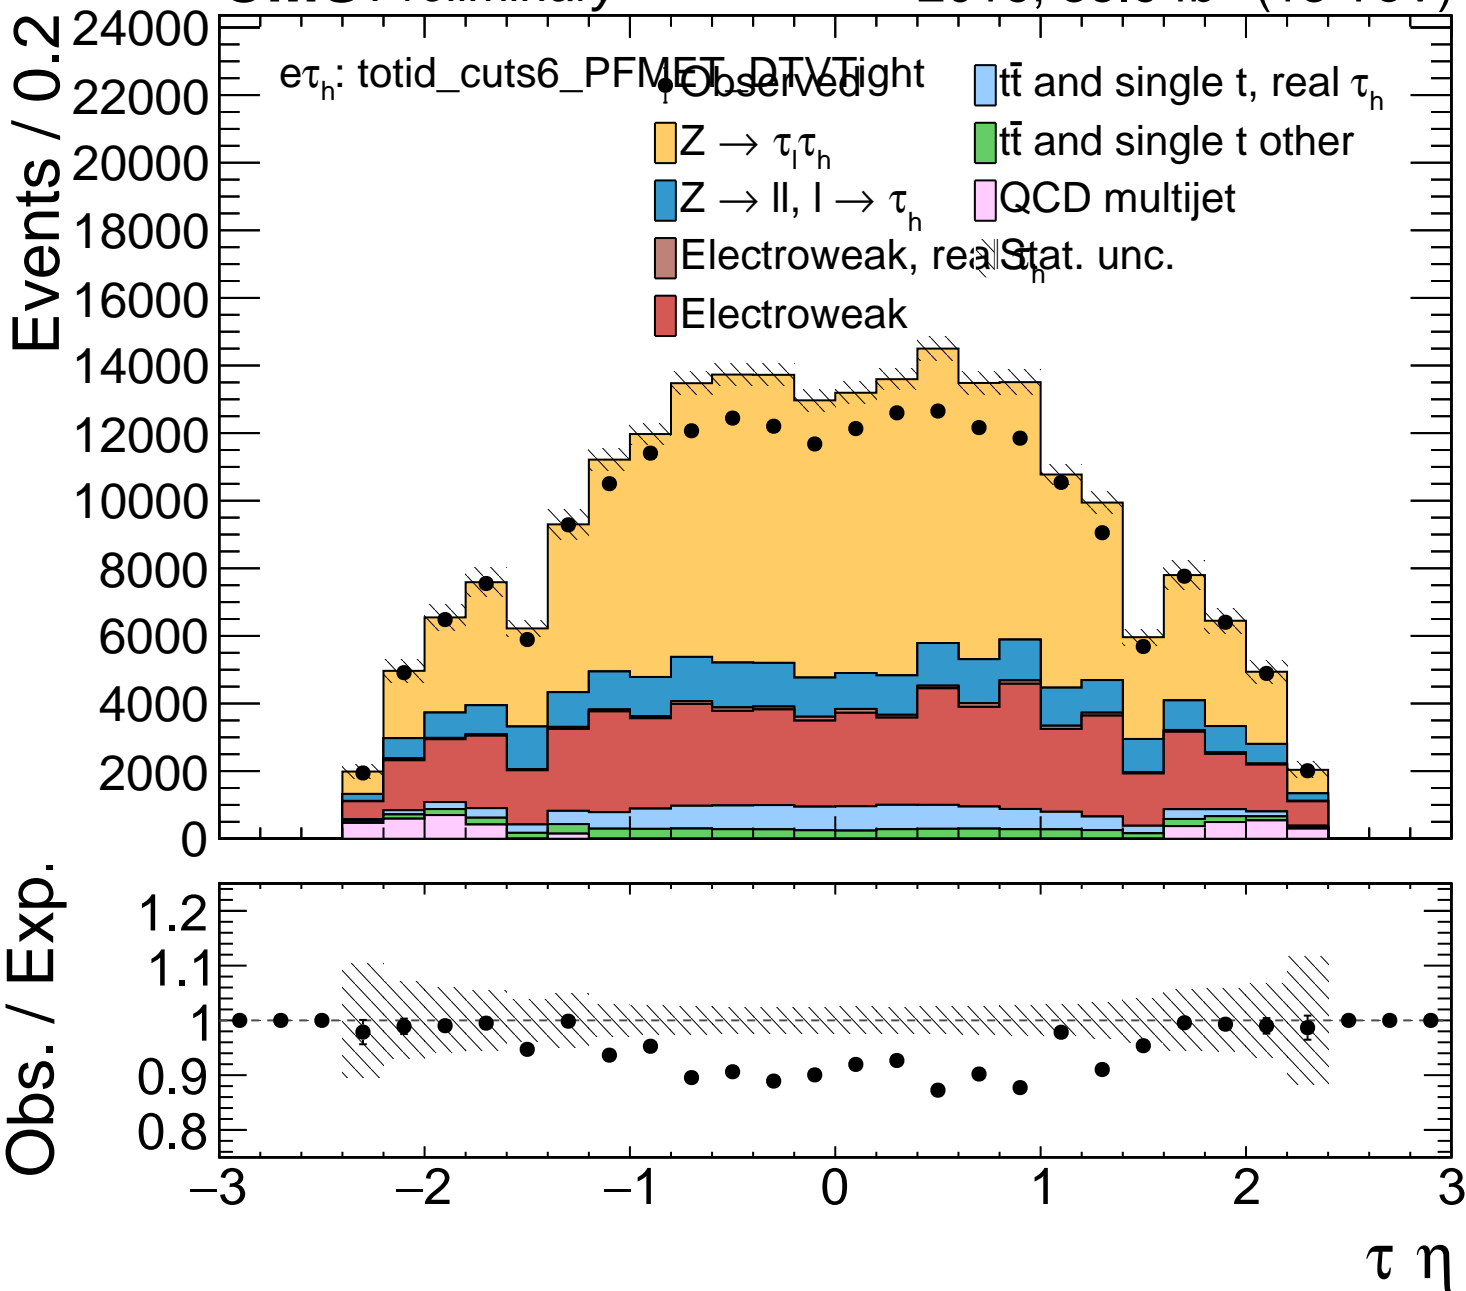 Preliminary
eτh: totid_cuts6_PFMET_DTVTight
Observed
Z → τlτh
Z → ll, l → τh
Electroweak, real τh
Electroweak
tt̄ and single t, real τh
tt̄ and single t other
QCD multijet
Stat. unc.
Events / 0.2
24000
22000
20000
18000
16000
14000
12000
10000
8000
6000
4000
2000
0
Obs. / Exp.
1.2
1.1
1
0.9
0.8
−3
−2
−1
0
1
2
3
τ η